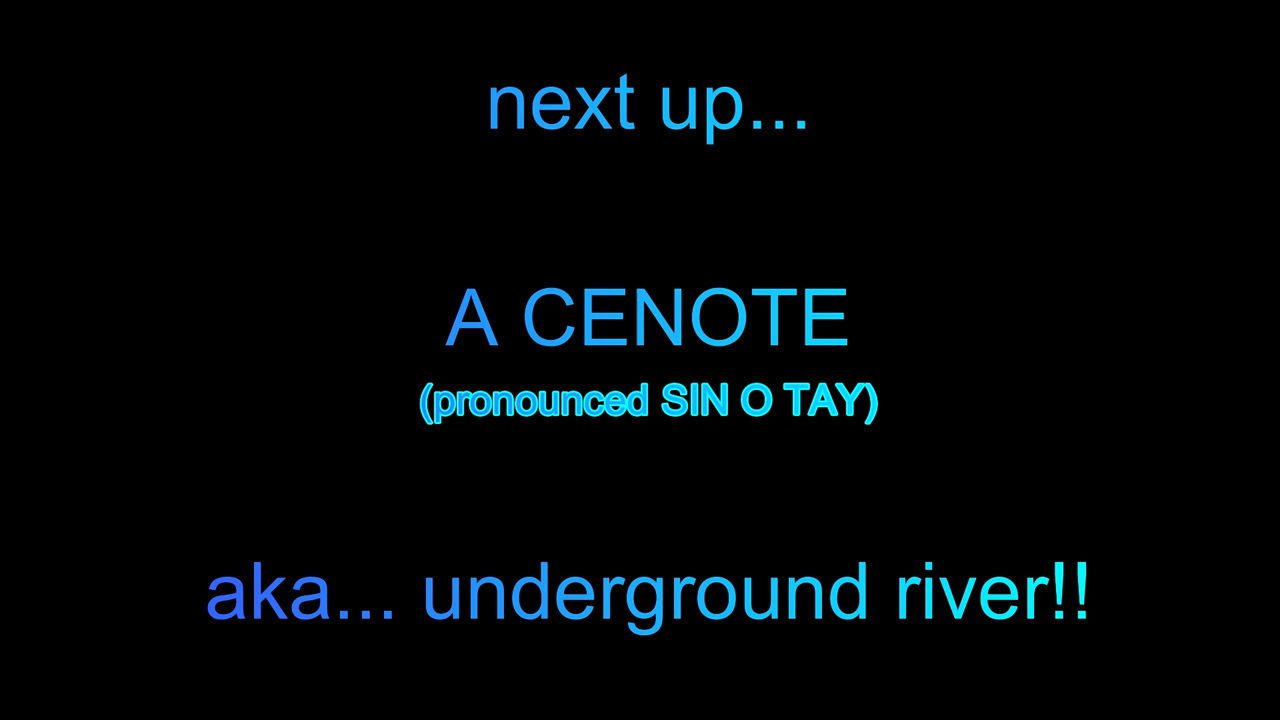 next up...
A CENOTE
(pronounced SIN O TAY)
aka... underground river!!